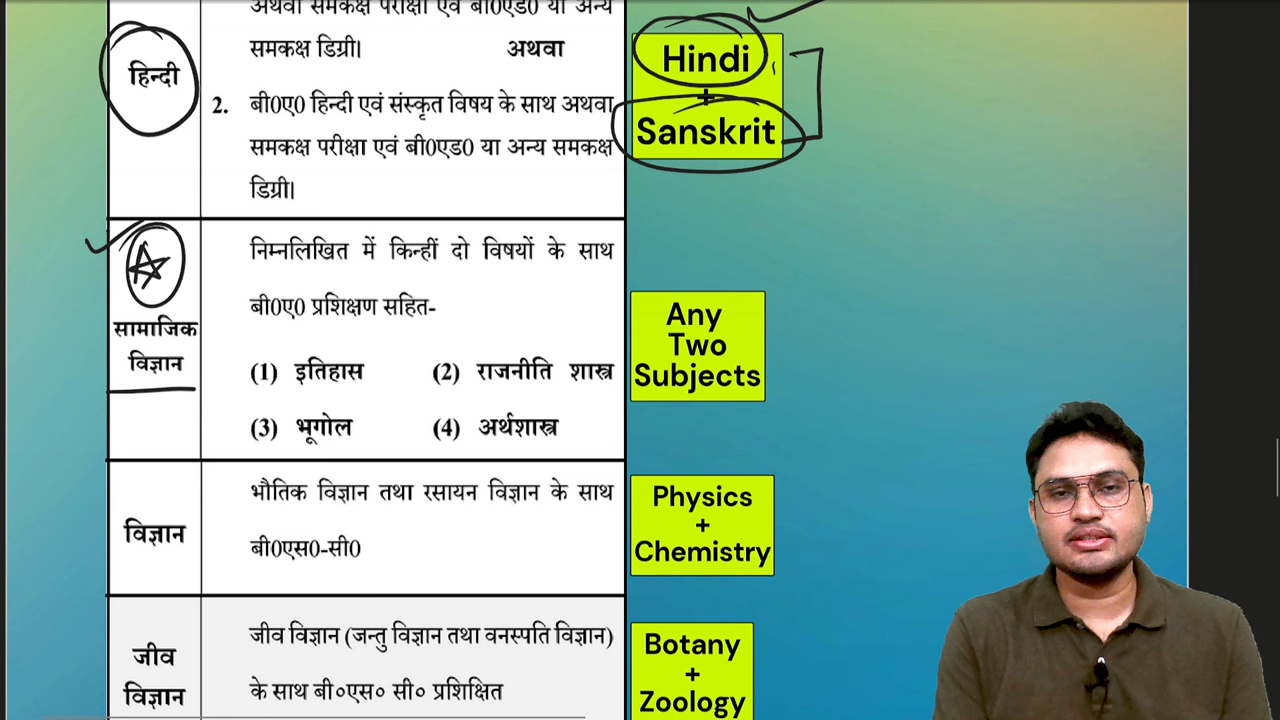 अथवा समकक्ष परीक्षा एवं बी0एड0 या अन्य
समकक्ष डिग्री। अथवा
हिन्दी
2. बी0ए0 हिन्दी एवं संस्कृत विषय के साथ अथवा
समकक्ष परीक्षा एवं बी0एड0 या अन्य समकक्ष
डिग्री।
Hindi
+
Sanskrit
सामाजिक
विज्ञान
निम्नलिखित में किन्हीं दो विषयों के साथ
बी0ए0 प्रशिक्षण सहित-
(1) इतिहास (2) राजनीति शास्त्र
(3) भूगोल (4) अर्थशास्त्र
Any
Two
Subjects
विज्ञान
भौतिक विज्ञान तथा रसायन विज्ञान के साथ
बी0एस0-सी0
Physics
+
Chemistry
जीव
विज्ञान
जीव विज्ञान (जन्तु विज्ञान तथा वनस्पति विज्ञान)
के साथ बी०एस० सी० प्रशिक्षित
Botany
+
Zoology